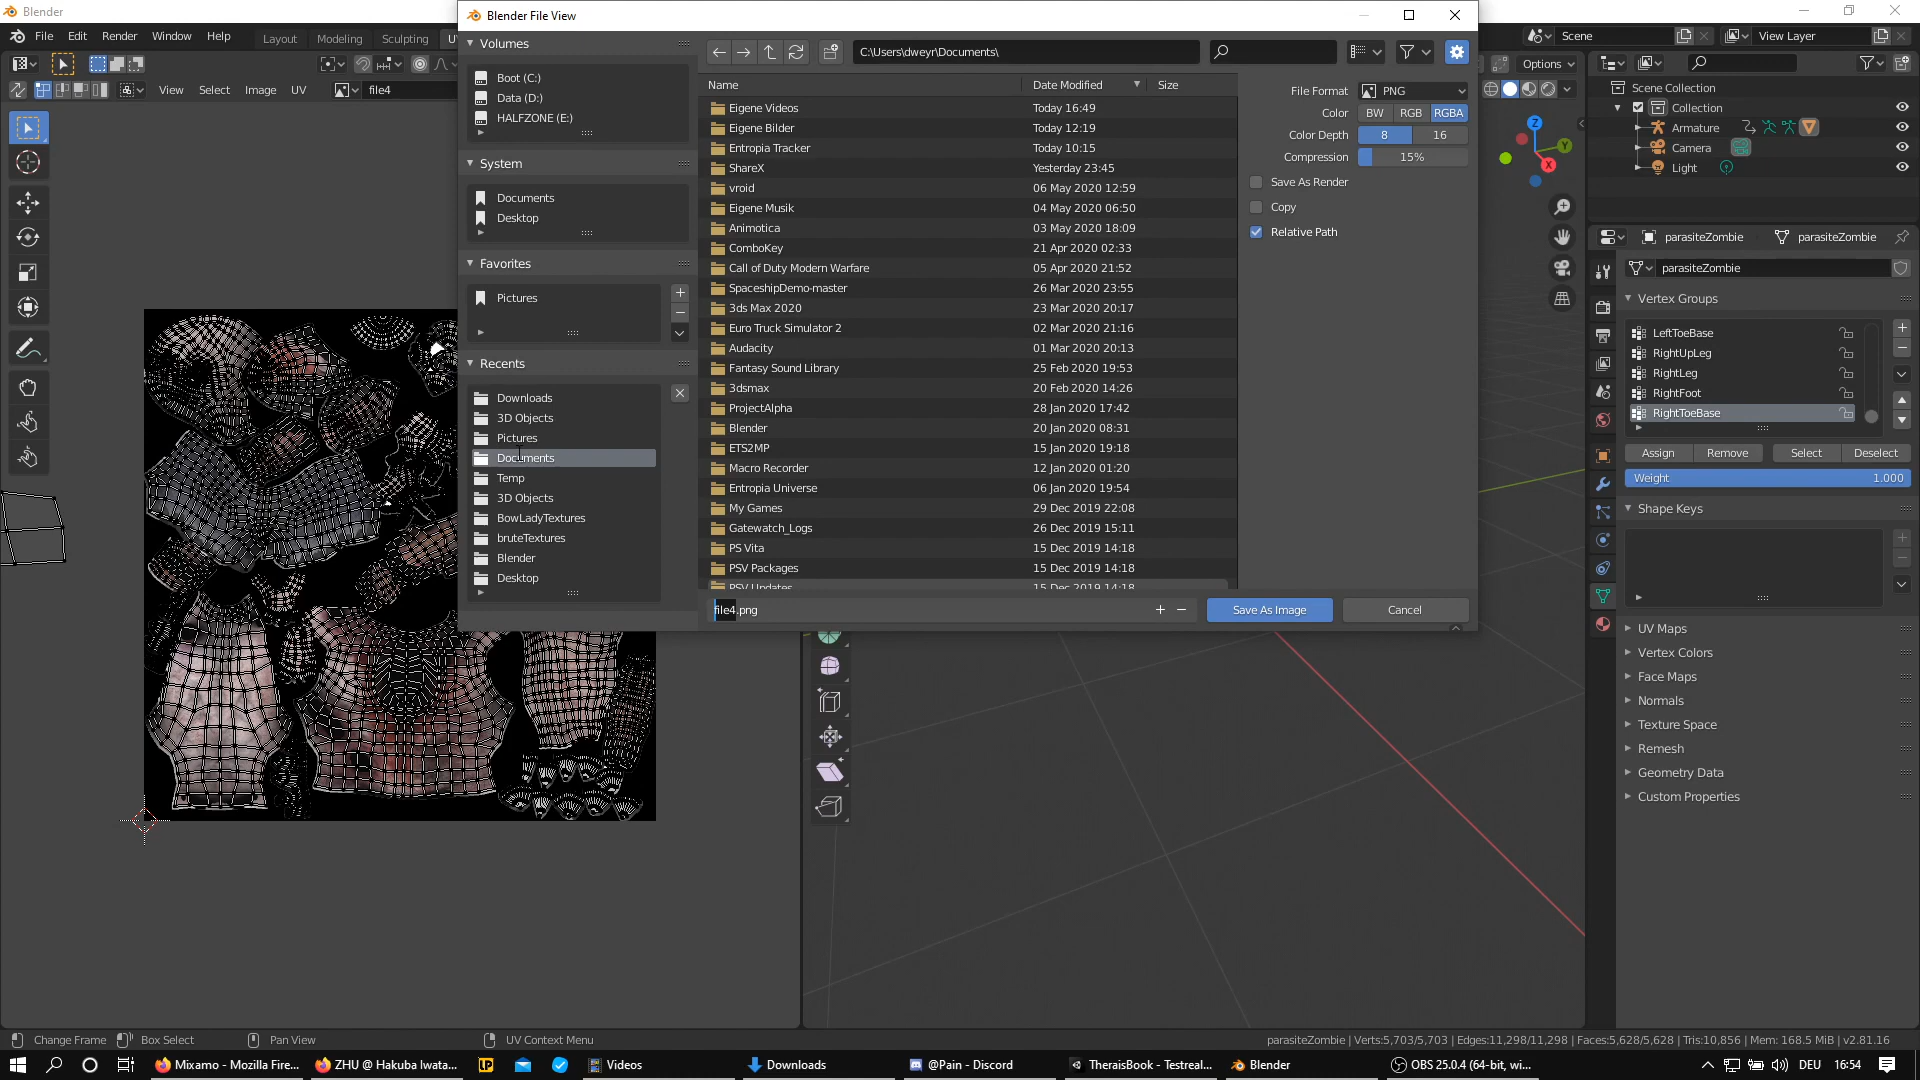 Blender
File Edit Render Window Help Layout Modeling Sculpting U
View Select Image UV file4
Blender File View
Volumes
Boot (C:)
Data (D:)
HALFZONE (E:)
System
Documents
Desktop
Favorites
Pictures
Recents
Downloads
3D Objects
Pictures
Documents
Temp
3D Objects
BowLadyTextures
bruteTextures
Blender
Desktop
C:\Users\dweyr\Documents\
Name Date Modified Size
Eigene Videos Today 16:49
Eigene Bilder Today 12:19
Entropia Tracker Today 10:15
ShareX Yesterday 23:45
vroid 06 May 2020 12:59
Eigene Musik 04 May 2020 06:50
Animotica 03 May 2020 18:09
ComboKey 21 Apr 2020 02:33
Call of Duty Modern Warfare 05 Apr 2020 21:52
SpaceshipDemo-master 26 Mar 2020 23:55
3ds Max 2020 23 Mar 2020 20:17
Euro Truck Simulator 2 02 Mar 2020 21:16
Audacity 01 Mar 2020 20:13
Fantasy Sound Library 25 Feb 2020 19:53
3dsmax 20 Feb 2020 14:26
ProjectAlpha 28 Jan 2020 17:42
Blender 20 Jan 2020 08:31
ETS2MP 15 Jan 2020 19:18
Macro Recorder 12 Jan 2020 01:20
Entropia Universe 06 Jan 2020 19:54
My Games 29 Dec 2019 22:08
Gatewatch_Logs 26 Dec 2019 15:11
PS Vita 15 Dec 2019 14:18
PSV Packages 15 Dec 2019 14:18
PSV Updates 15 Dec 2019 14:18
file4.png
Save As Image Cancel
File Format PNG
Color BW RGB RGBA
Color Depth 8 16
Compression 15%
Save As Render
Copy
Relative Path
Scene View Layer
Options
Scene Collection
Collection
Armature
Camera
Light
parasiteZombie parasiteZombie
parasiteZombie
Vertex Groups
LeftToeBase
RightUpLeg
RightLeg
RightFoot
RightToeBase
Assign Remove Select Deselect
Weight 1.000
Shape Keys
UV Maps
Vertex Colors
Face Maps
Normals
Texture Space
Remesh
Geometry Data
Custom Properties
Z
Y
X
Change Frame Box Select Pan View UV Context Menu parasiteZombie | Verts:5,703/5,703 | Edges:11,298/11,298 | Faces:5,628/5,628 | Tris:10,856 | Mem: 168.5 MiB | v2.81.16
Mixamo - Mozilla Fire... ZHU @ Hakuba Iwata... Videos Downloads @Pain - Discord TheraisBook - Testreal... Blender OBS 25.0.4 (64-bit, wi... DEU 16:54